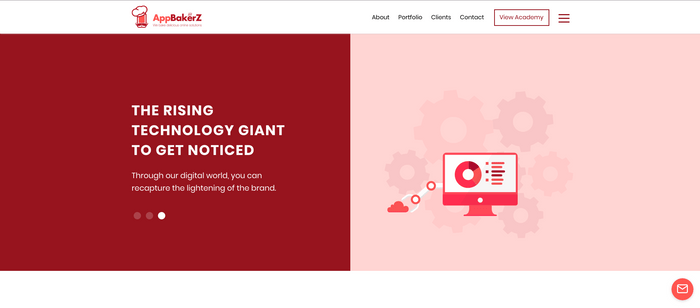 AppBakerZ
About Portfolio Clients Contact View Academy
THE RISING
TECHNOLOGY GIANT
TO GET NOTICED
Through our digital world, you can
recapture the lightening of the brand.